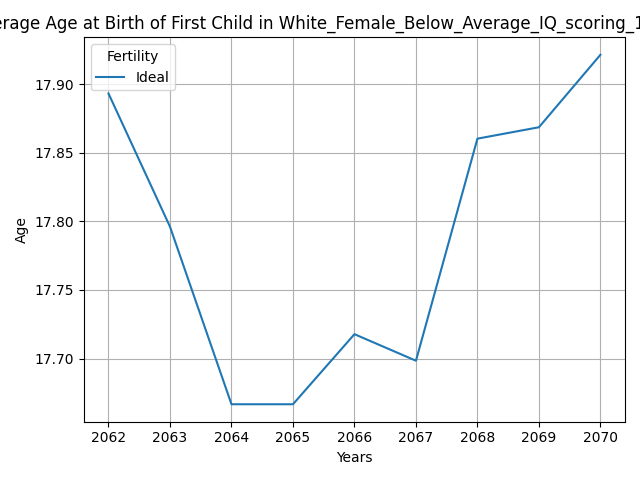 erage Age at Birth of First Child in White_Female_Below_Average_IQ_scoring_1
Fertility
Ideal
17.90
17.85
17.80
17.75
17.70
Age
2062 2063 2064 2065 2066 2067 2068 2069 2070
Years